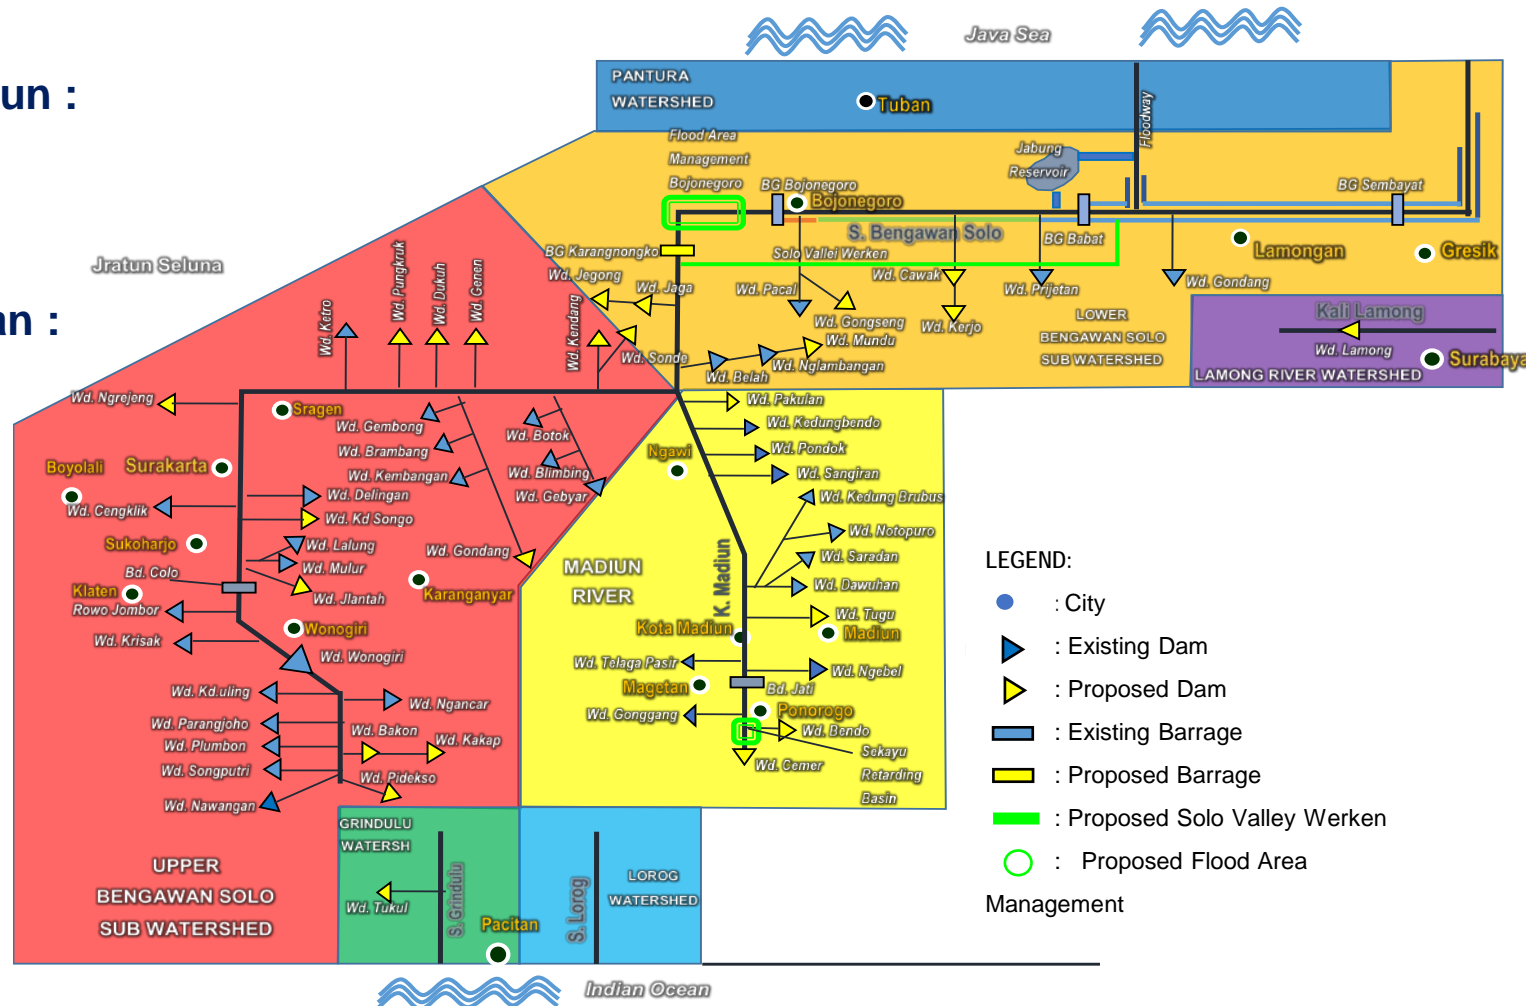 un :
an :
Java Sea
PANTURA
WATERSHED
Tuban
Floodway
Flood Area
Management
Bojonegoro
Jabung
Reservoir
BG Bojonegoro
Bojonegoro
BG Sembayat
S. Bengawan Solo
BG Babat
Lamongan
Gresik
BG Karangnongko
Solo Vallei Werken
Wd. Jegong
Wd. Jaga
Wd. Pacal
Wd. Cawak
Wd. Prijetan
Wd. Gondang
Wd. Gongseng
Wd. Kerjo
LOWER
BENGAWAN SOLO
SUB WATERSHED
Kali Lamong
Wd. Lamong
Surabaya
LAMONG RIVER WATERSHED
Wd. Mundu
Wd. Nglambangan
Wd. Belah
Jratun Seluna
Wd. Ketro
Wd. Pungkruk
Wd. Dukuh
Wd. Genen
Wd. Kendang
Wd. Sonde
Wd. Ngrejeng
Sragen
Wd. Gembong
Wd. Brambang
Wd. Kembangan
Wd. Botok
Wd. Blimbing
Wd. Gebyar
Boyolali
Surakarta
Wd. Cengklik
Wd. Delingan
Wd. Kd Songo
Sukoharjo
Wd. Lalung
Wd. Mulur
Wd. Jlantah
Bd. Colo
Klaten
Rowo Jombor
Wd. Gondang
Karanganyar
Wonogiri
Wd. Krisak
Wd. Wonogiri
Wd. Kd.uling
Wd. Ngancar
Wd. Parangjoho
Wd. Bakon
Wd. Plumbon
Wd. Kakap
Wd. Songputri
Wd. Pidekso
Wd. Nawangan
UPPER
BENGAWAN SOLO
SUB WATERSHED
Wd. Pakulan
Wd. Kedungbendo
Ngawi
Wd. Pondok
Wd. Sangiran
Wd. Kedung Brubus
Wd. Notopuro
Wd. Saradan
MADIUN
RIVER
K. Madiun
Wd. Dawuhan
Wd. Tugu
Kota Madiun
Madiun
Wd. Telaga Pasir
Wd. Ngebel
Magetan
Bd. Jati
Wd. Gonggang
Ponorogo
Wd. Bendo
Wd. Cemer
Sekayu
Retarding
Basin
GRINDULU
WATERSH
Wd. Tukul
S. Grindulu
Pacitan
S. Lorog
LOROG
WATERSHED
Indian Ocean
LEGEND:
: City
: Existing Dam
: Proposed Dam
: Existing Barrage
: Proposed Barrage
: Proposed Solo Valley Werken
: Proposed Flood Area
Management